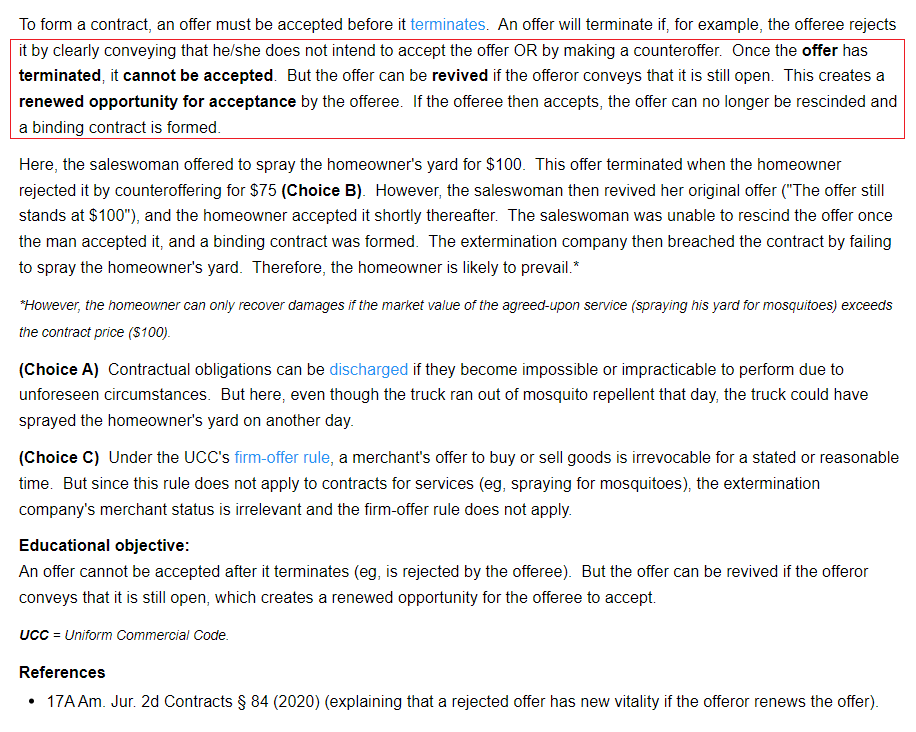 To form a contract, an offer must be accepted before it terminates. An offer will terminate if, for example, the offeree rejects
it by clearly conveying that he/she does not intend to accept the offer OR by making a counteroffer. Once the offer has
terminated, it cannot be accepted. But the offer can be revived if the offeror conveys that it is still open. This creates a
renewed opportunity for acceptance by the offeree. If the offeree then accepts, the offer can no longer be rescinded and
a binding contract is formed.
Here, the saleswoman offered to spray the homeowner's yard for $100. This offer terminated when the homeowner
rejected it by counteroffering for $75 (Choice B). However, the saleswoman then revived her original offer ("The offer still
stands at $100"), and the homeowner accepted it shortly thereafter. The saleswoman was unable to rescind the offer once
the man accepted it, and a binding contract was formed. The extermination company then breached the contract by failing
to spray the homeowner's yard. Therefore, the homeowner is likely to prevail.*
*However, the homeowner can only recover damages if the market value of the agreed-upon service (spraying his yard for mosquitoes) exceeds
the contract price ($100).
(Choice A) Contractual obligations can be discharged if they become impossible or impracticable to perform due to
unforeseen circumstances. But here, even though the truck ran out of mosquito repellent that day, the truck could have
sprayed the homeowner's yard on another day.
(Choice C) Under the UCC's firm-offer rule, a merchant's offer to buy or sell goods is irrevocable for a stated or reasonable
time. But since this rule does not apply to contracts for services (eg, spraying for mosquitoes), the extermination
company's merchant status is irrelevant and the firm-offer rule does not apply.
Educational objective:
An offer cannot be accepted after it terminates (eg, is rejected by the offeree). But the offer can be revived if the offeror
conveys that it is still open, which creates a renewed opportunity for the offeree to accept.
UCC = Uniform Commercial Code.
References
• 17A Am. Jur. 2d Contracts § 84 (2020) (explaining that a rejected offer has new vitality if the offeror renews the offer).